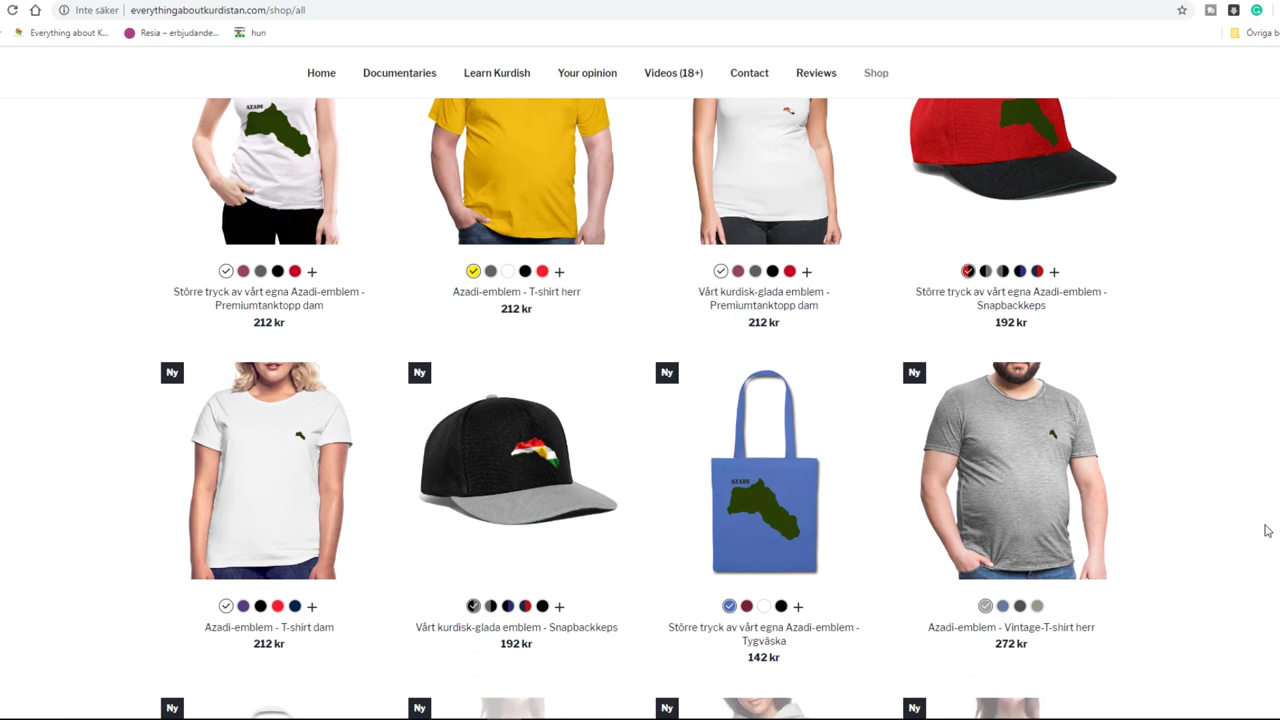 Inte säker
everythingaboutkurdistan.com/shop/all
Everything about K...
Resia – erbjudande...
hun
Övriga b
Home
Documentaries
Learn Kurdish
Your opinion
Videos (18+)
Contact
Reviews
Shop
AZADI
Större tryck av vårt egna Azadi-emblem -
Premiumtanktopp dam
212 kr
Azadi-emblem - T-shirt herr
212 kr
Vårt kurdisk-glada emblem -
Premiumtanktopp dam
212 kr
Större tryck av vårt egna Azadi-emblem -
Snapbackkeps
192 kr
Ny
Azadi-emblem - T-shirt dam
212 kr
Ny
Vårt kurdisk-glada emblem - Snapbackkeps
192 kr
Ny
AZADI
Större tryck av vårt egna Azadi-emblem -
Tygväska
142 kr
Ny
Azadi-emblem - Vintage-T-shirt herr
272 kr
Ny
Ny
Ny
Ny